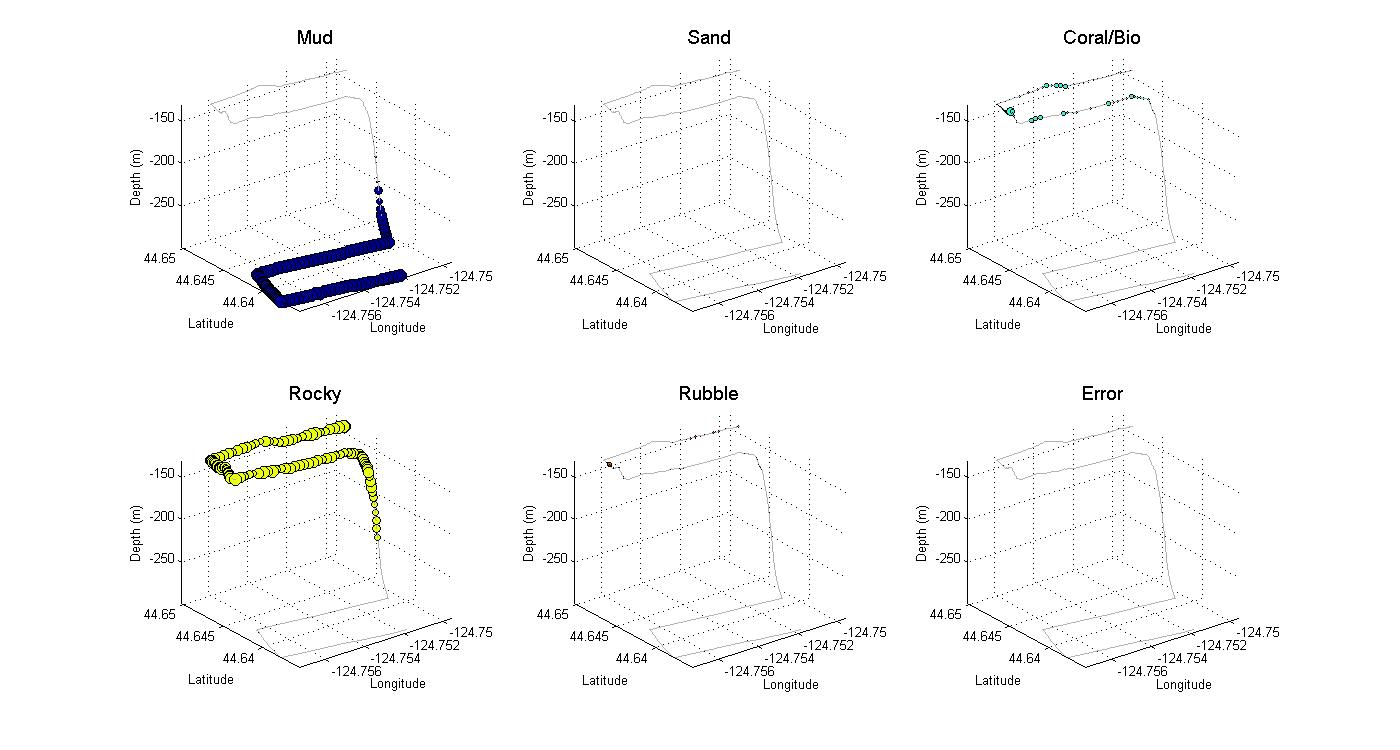 Mud
Sand
Coral/Bio
-150
-200
-250
Depth (m)
44.65
44.645
44.64
Latitude
-124.756
-124.754
-124.752
-124.75
Longitude
-150
-200
-250
Depth (m)
44.65
44.645
44.64
Latitude
-124.756
-124.754
-124.752
-124.75
Longitude
-150
-200
-250
Depth (m)
44.65
44.645
44.64
Latitude
-124.756
-124.754
-124.752
-124.75
Longitude
Rocky
Rubble
Error
-150
-200
-250
Depth (m)
44.65
44.645
44.64
Latitude
-124.756
-124.754
-124.752
-124.75
Longitude
-150
-200
-250
Depth (m)
44.65
44.645
44.64
Latitude
-124.756
-124.754
-124.752
-124.75
Longitude
-150
-200
-250
Depth (m)
44.65
44.645
44.64
Latitude
-124.756
-124.754
-124.752
-124.75
Longitude